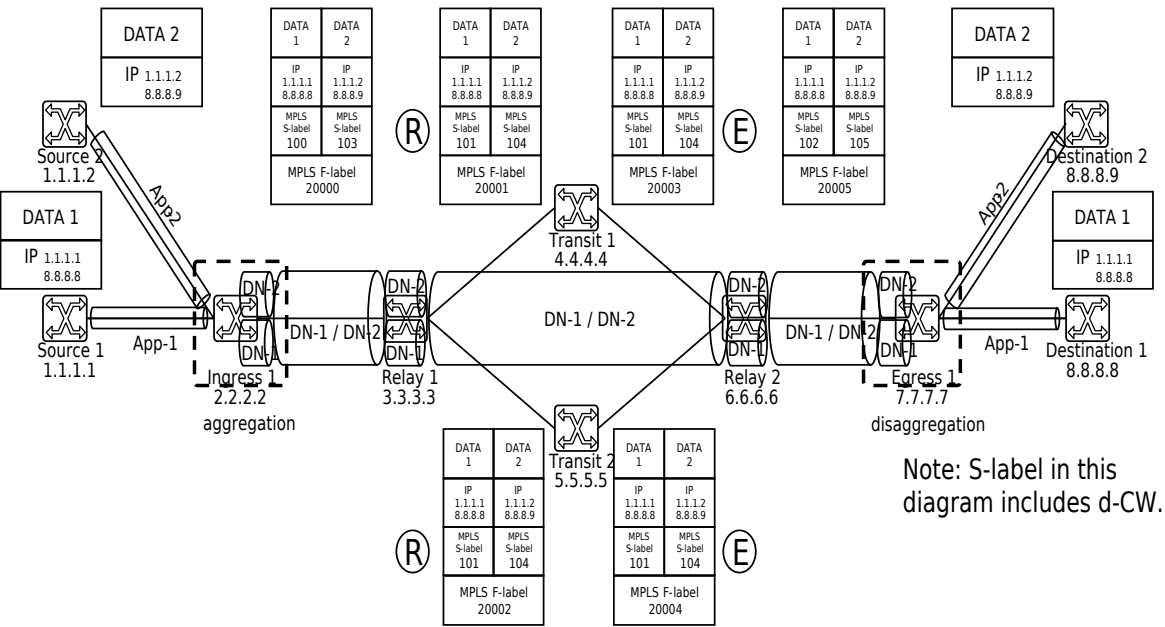 DATA 2
IP 1.1.1.2
8.8.8.9
Source 2
1.1.1.2
App2
DATA 1
IP 1.1.1.1
8.8.8.8
Source 1
1.1.1.1
App-1
DATA 1
DATA 2
IP 1.1.1.1 8.8.8.8
IP 1.1.1.2 8.8.8.9
MPLS S-label 100
MPLS S-label 103
MPLS F-label
20000
R
DATA 1
DATA 2
IP 1.1.1.1 8.8.8.8
IP 1.1.1.2 8.8.8.9
MPLS S-label 101
MPLS S-label 104
MPLS F-label
20001
DATA 1
DATA 2
IP 1.1.1.1 8.8.8.8
IP 1.1.1.2 8.8.8.9
MPLS S-label 101
MPLS S-label 104
MPLS F-label
20003
E
DATA 1
DATA 2
IP 1.1.1.1 8.8.8.8
IP 1.1.1.2 8.8.8.9
MPLS S-label 102
MPLS S-label 105
MPLS F-label
20005
DATA 2
IP 1.1.1.2
8.8.8.9
Destination 2
8.8.8.9
App2
DATA 1
IP 1.1.1.1
8.8.8.8
Transit 1
4.4.4.4
DN-2
DN-1
DN-1 / DN-2
DN-2
DN-1
DN-1 / DN-2
DN-2
DN-1
DN-1 / DN-2
DN-2
DN-1
App-1
Ingress 1
2.2.2.2
aggregation
Relay 1
3.3.3.3
Relay 2
6.6.6.6
Egress 1
7.7.7.7
disaggregation
Destination 1
8.8.8.8
Transit 2
5.5.5.5
R
DATA 1
DATA 2
IP 1.1.1.1 8.8.8.8
IP 1.1.1.2 8.8.8.9
MPLS S-label 101
MPLS S-label 104
MPLS F-label
20002
DATA 1
DATA 2
IP 1.1.1.1 8.8.8.8
IP 1.1.1.2 8.8.8.9
MPLS S-label 101
MPLS S-label 104
MPLS F-label
20004
E
Note: S-label in this
diagram includes d-CW.